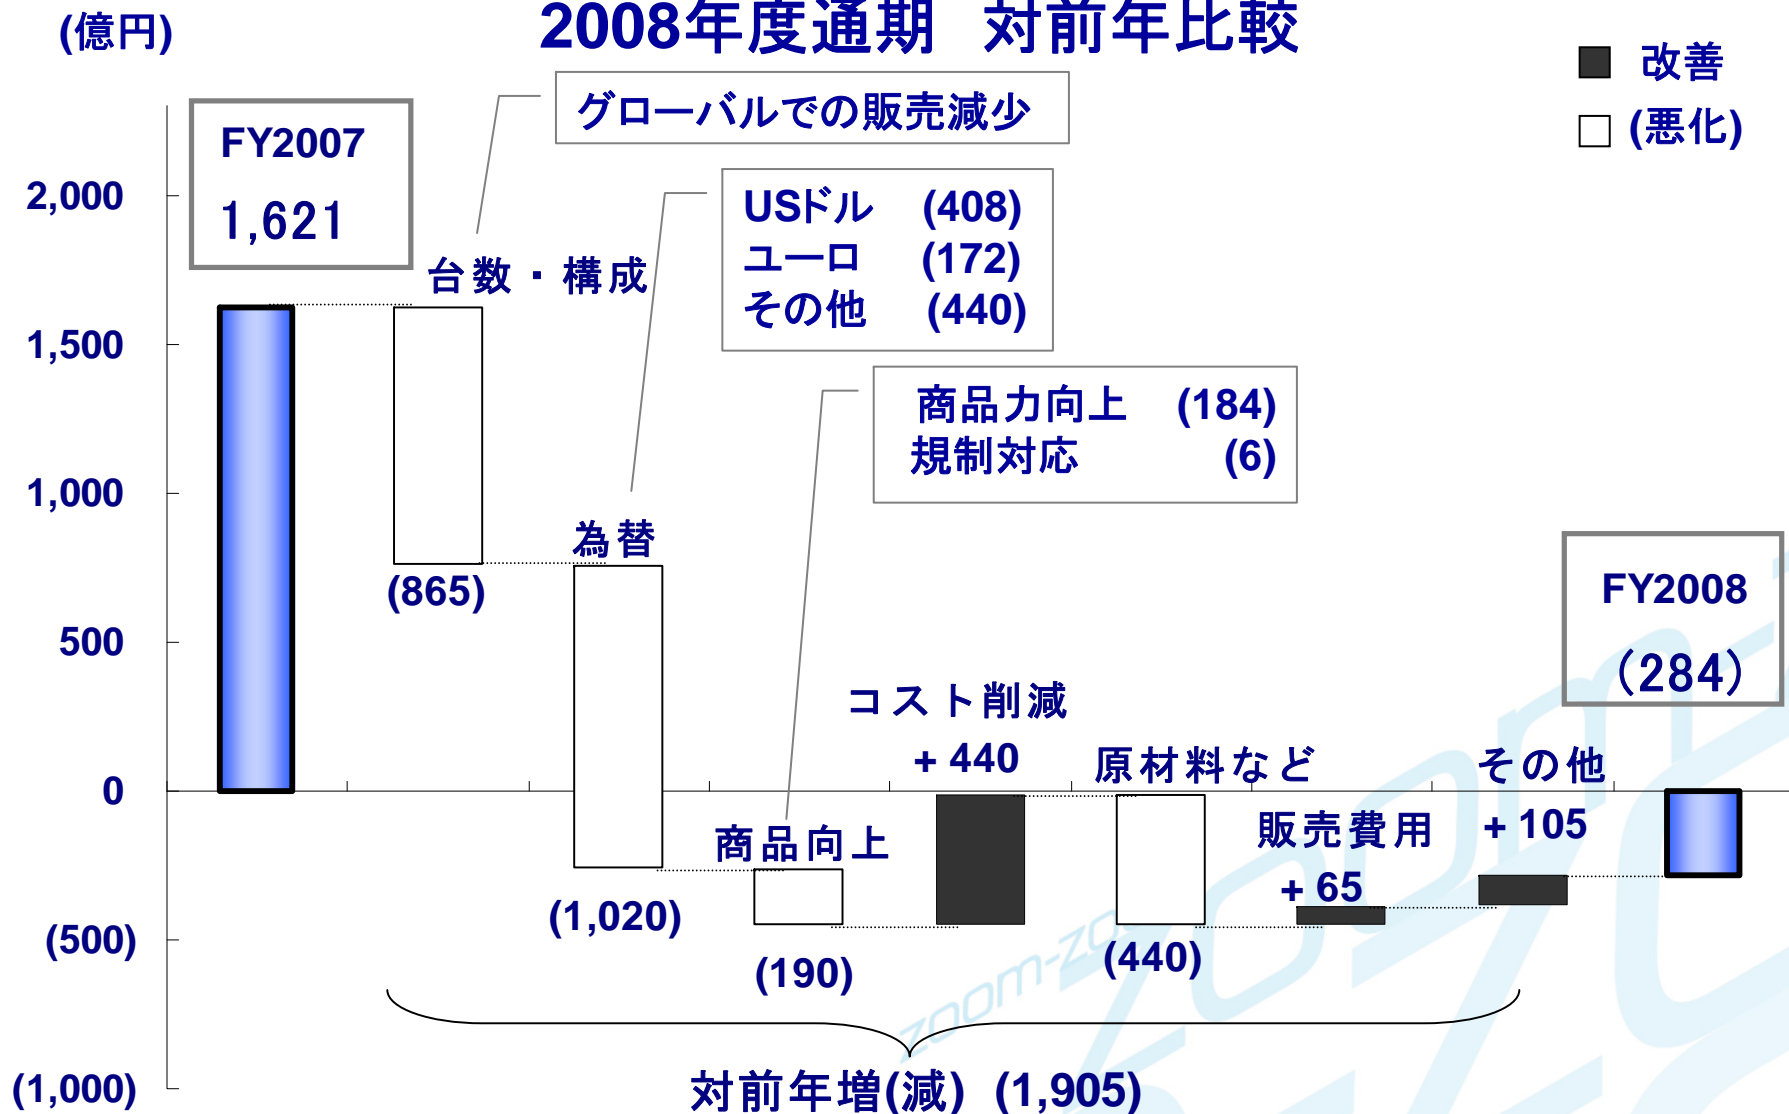 2008年度通期　対前年比較
(億円)
改善
(悪化)
グローバルでの販売減少
FY2007
1,621
USドル (408)
ユーロ (172)
その他 (440)
台数・構成
商品力向上 (184)
規制対応 (6)
為替
(865)
FY2008
(284)
コスト削減
+ 440
原材料など
その他
+ 105
販売費用
+ 65
商品向上
(1,020)
(190)
(440)
2,000
1,500
1,000
500
0
(500)
(1,000)
zoom-zoo
対前年増(減) (1,905)